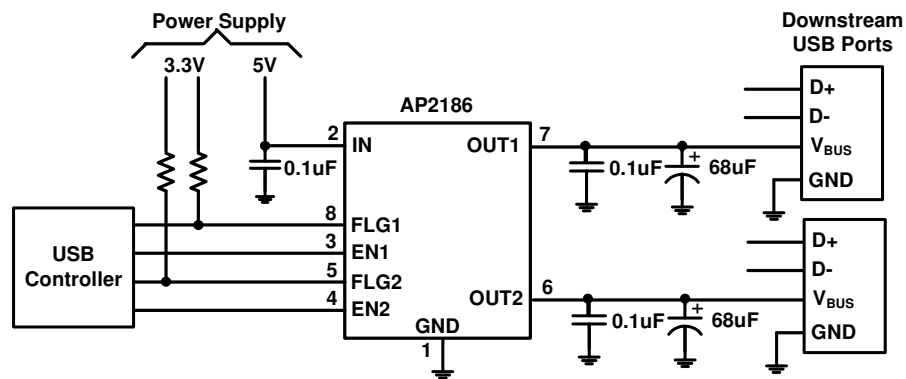 Power Supply
3.3V
5V
Downstream
USB Ports
AP2186
D+
D-
VBUS
GND
2
IN
OUT1
7
0.1uF
0.1uF
+
68uF
USB
Controller
8
FLG1
3
EN1
5
FLG2
4
EN2
OUT2
6
GND
1
0.1uF
+
68uF
D+
D-
VBUS
GND